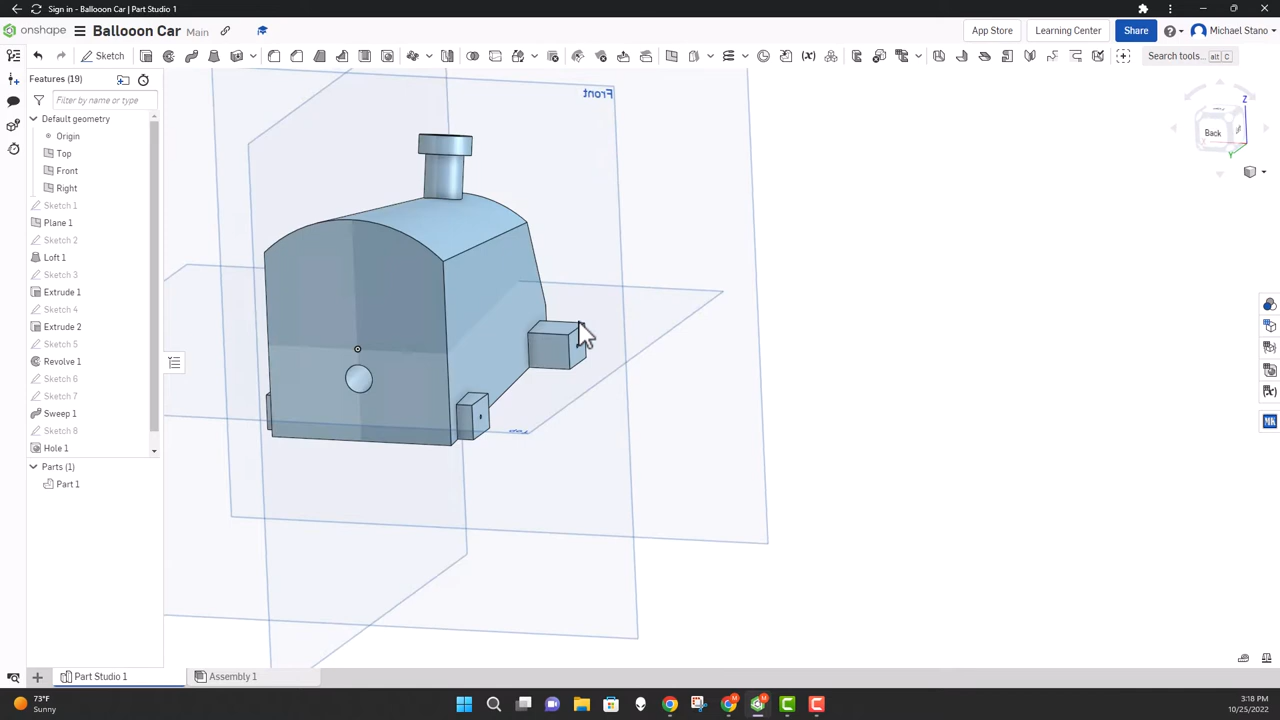 Sign in - Ballooon Car | Part Studio 1
onshape
Ballooon Car Main
App Store
Learning Center
Share
Michael Stano
Sketch
Search tools...
alt C
Features (19)
Filter by name or type
Default geometry
Origin
Top
Front
Right
Sketch 1
Plane 1
Sketch 2
Loft 1
Sketch 3
Extrude 1
Sketch 4
Extrude 2
Sketch 5
Revolve 1
Sketch 6
Sketch 7
Sweep 1
Sketch 8
Hole 1
Parts (1)
Part 1
Front
Top
Z
Back
X
Y
Part Studio 1
Assembly 1
73°F
Sunny
3:18 PM
10/25/2022